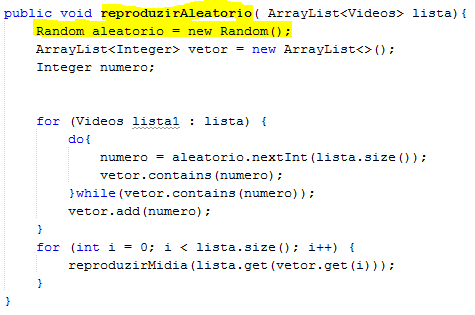 public void reproduzirAleatorio( ArrayList<Videos> lista){
Random aleatorio = new Random();
ArrayList<Integer> vetor = new ArrayList<>();
Integer numero;
for (Videos lista1 : lista) {
do{
numero = aleatorio.nextInt(lista.size());
vetor.contains(numero);
}while(vetor.contains(numero));
vetor.add(numero);
}
for (int i = 0; i < lista.size(); i++) {
reproduzirMidia(lista.get(vetor.get(i)));
}
}